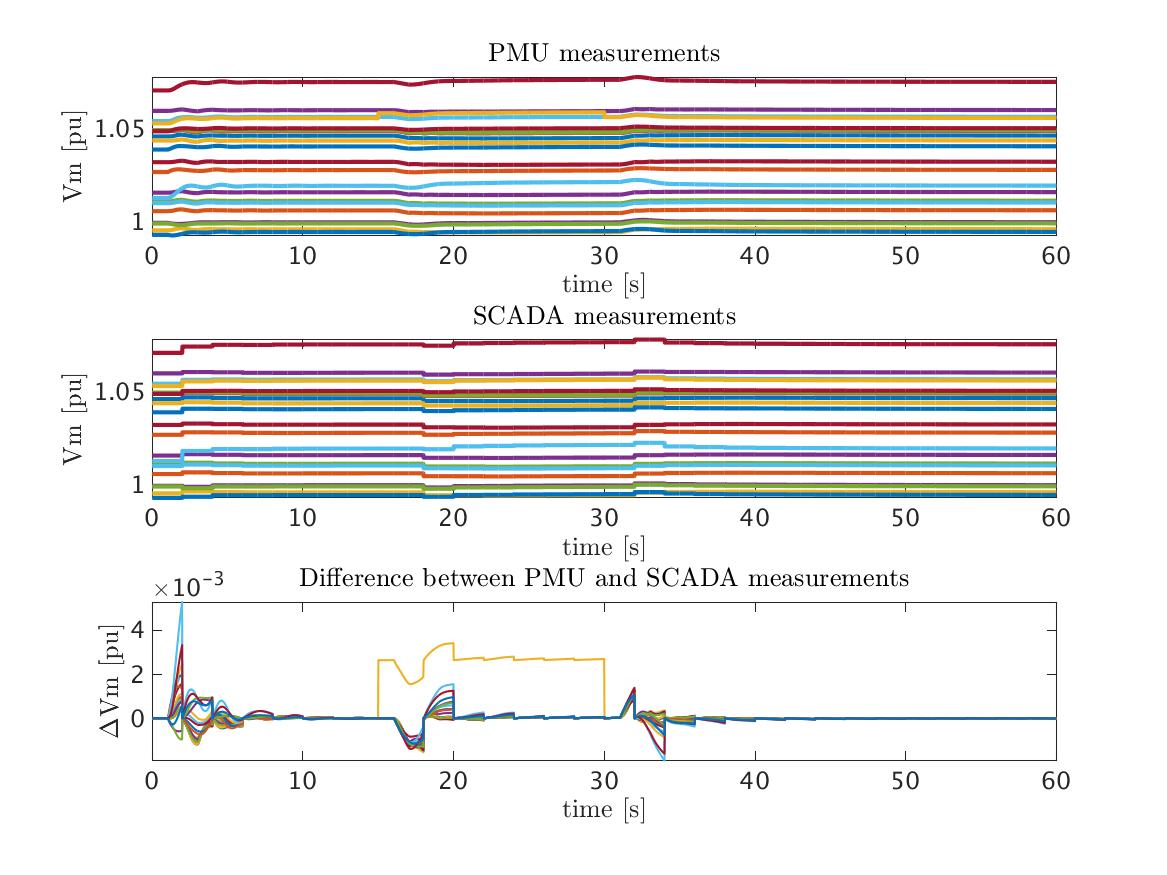 PMU measurements
Vm [pu]
1.05
1
0 10 20 30 40 50 60
time [s]
SCADA measurements
Vm [pu]
1.05
1
0 10 20 30 40 50 60
time [s]
×10⁻³
Difference between PMU and SCADA measurements
ΔVm [pu]
4
2
0
0 10 20 30 40 50 60
time [s]